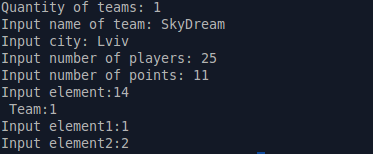 Quantity of teams: 1
Input name of team: SkyDream
Input city: Lviv
Input number of players: 25
Input number of points: 11
Input element:14
Team:1
Input element1:1
Input element2:2